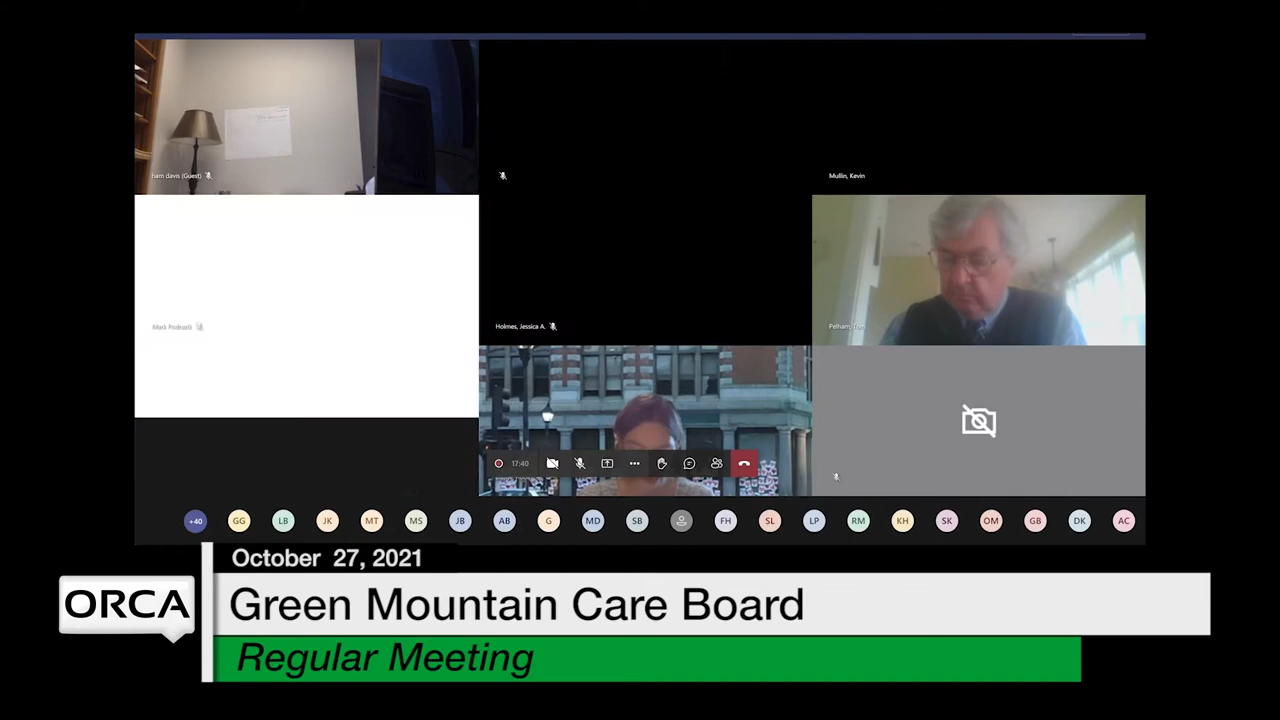 ham davis (Guest)
Mullin, Kevin
Mark Podrazik
Holmes, Jessica A.
Pelham, Tom
17:40
+40
GG
LB
JK
MT
MS
JB
AB
G
MD
SB
FH
SL
LP
RM
KH
SK
OM
GB
DK
AC
October 27, 2021
ORCA
Green Mountain Care Board
Regular Meeting